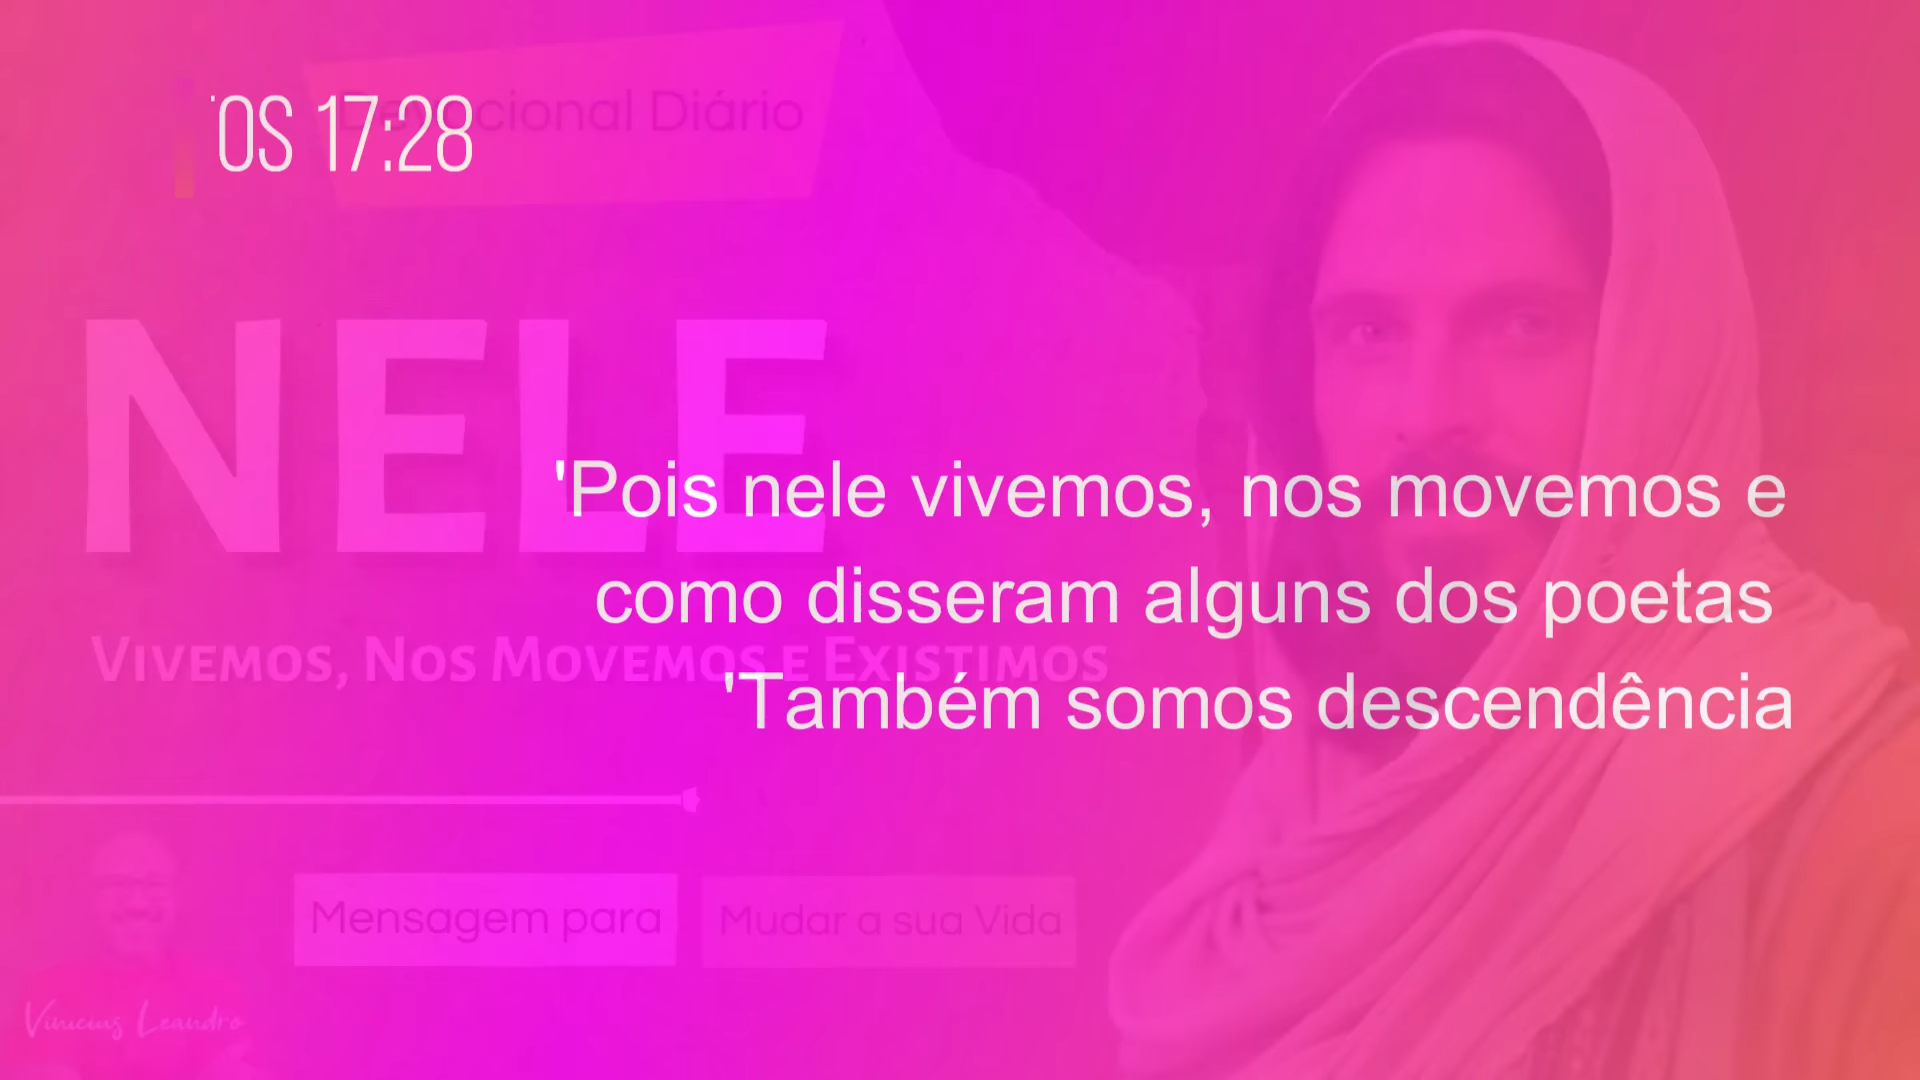 OS 17:28
Devocional Diário
NELE
'Pois nele vivemos, nos movemos e
como disseram alguns dos poetas
Vivemos, Nos Movemos e Existimos
'Também somos descendência
Mensagem para
Mudar a sua Vida
Vinicius Leandro